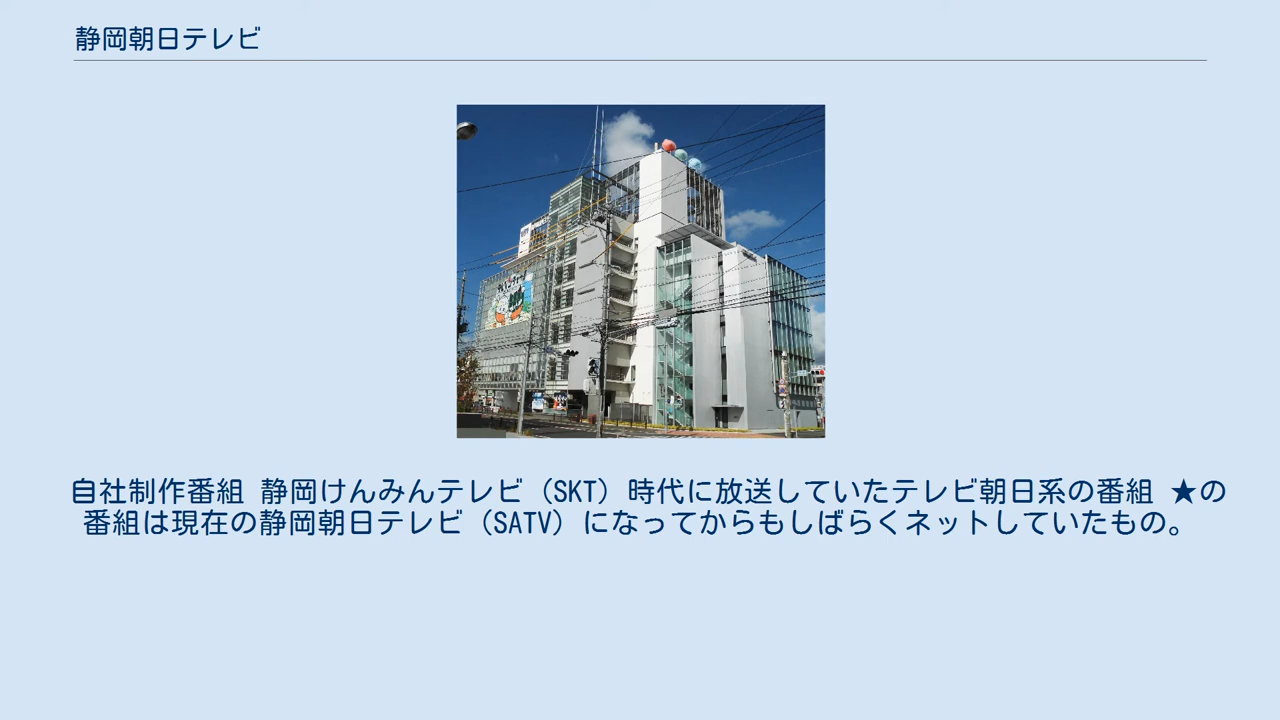 静岡朝日テレビ
自社制作番組 静岡けんみんテレビ（SKT）時代に放送していたテレビ朝日系の番組 ★の
番組は現在の静岡朝日テレビ（SATV）になってからもしばらくネットしていたもの。